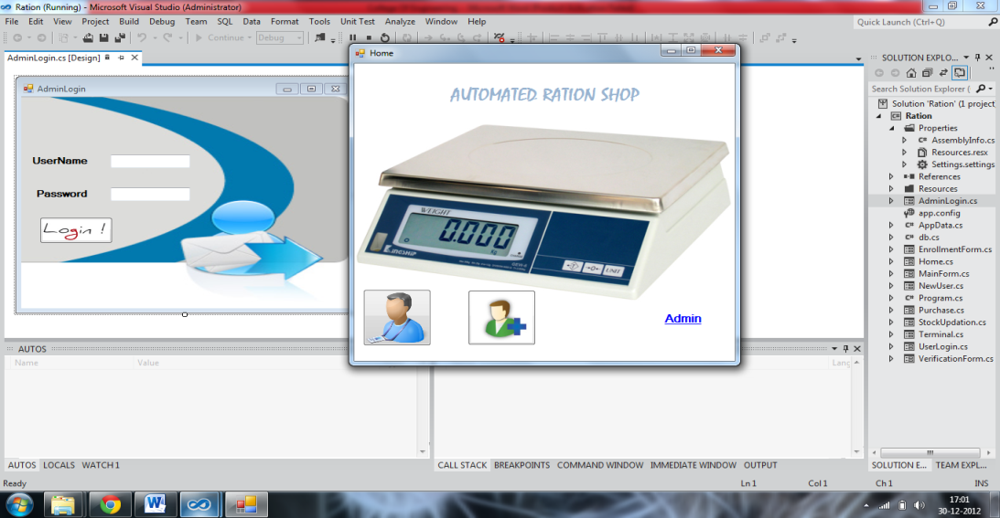 Ration (Running) - Microsoft Visual Studio (Administrator)
File Edit View Project Build Debug Team SQL Data Format Tools Unit Test Analyze Window Help
Quick Launch (Ctrl+Q)
Continue Debug
AdminLogin.cs [Design]
AdminLogin
UserName
Password
Login !
Home
AUTOMATED RATION SHOP
WEIGHT
0.000
kg
UNIT
Admin
SOLUTION EXPLO...
Search Solution Explorer (
Solution 'Ration' (1 project
Ration
Properties
AssemblyInfo.cs
Resources.resx
Settings.settings
References
Resources
AdminLogin.cs
app.config
AppData.cs
db.cs
EnrollmentForm.cs
Home.cs
MainForm.cs
NewUser.cs
Program.cs
Purchase.cs
StockUpdation.cs
Terminal.cs
UserLogin.cs
VerificationForm.cs
AUTOS
Name Value
Lang
AUTOS LOCALS WATCH 1
CALL STACK BREAKPOINTS COMMAND WINDOW IMMEDIATE WINDOW OUTPUT
SOLUTION E... TEAM EXPL...
Ready
Ln 1 Col 1 Ch 1 INS
17:01
30-12-2012